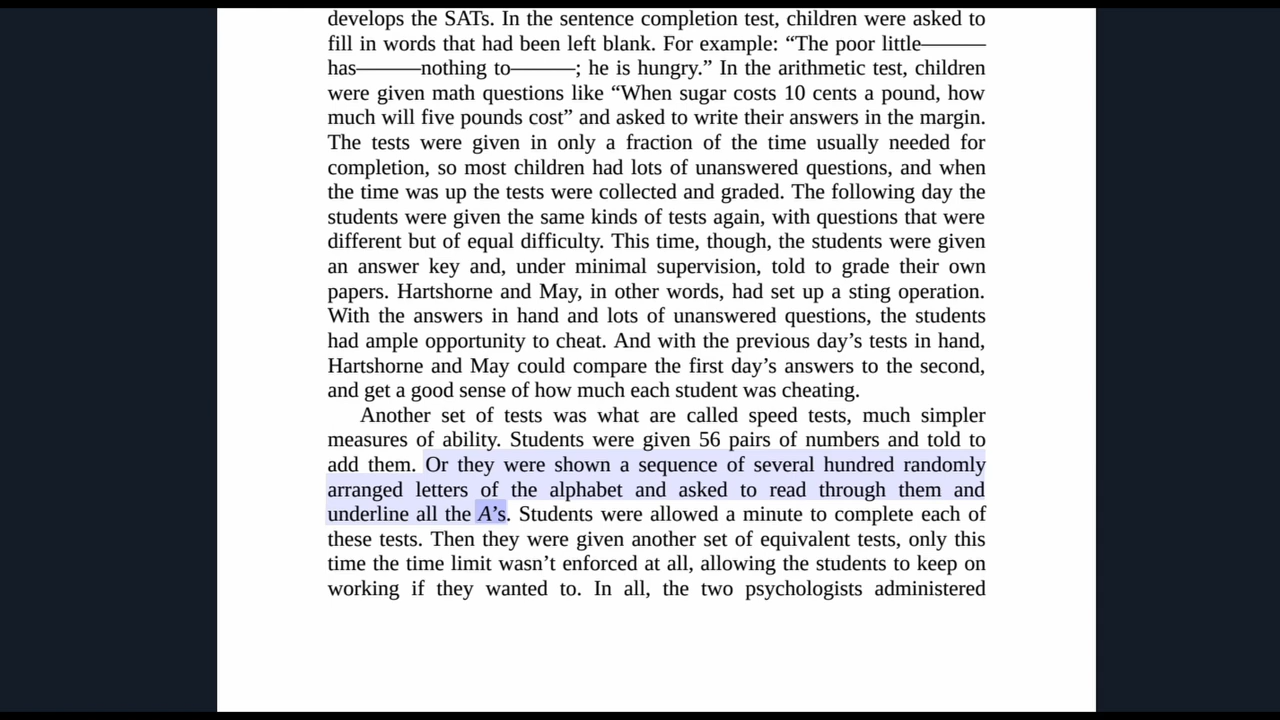 develops the SATs. In the sentence completion test, children were asked to
fill in words that had been left blank. For example: “The poor little———
has———nothing to———; he is hungry.” In the arithmetic test, children
were given math questions like “When sugar costs 10 cents a pound, how
much will five pounds cost” and asked to write their answers in the margin.
The tests were given in only a fraction of the time usually needed for
completion, so most children had lots of unanswered questions, and when
the time was up the tests were collected and graded. The following day the
students were given the same kinds of tests again, with questions that were
different but of equal difficulty. This time, though, the students were given
an answer key and, under minimal supervision, told to grade their own
papers. Hartshorne and May, in other words, had set up a sting operation.
With the answers in hand and lots of unanswered questions, the students
had ample opportunity to cheat. And with the previous day’s tests in hand,
Hartshorne and May could compare the first day’s answers to the second,
and get a good sense of how much each student was cheating.
Another set of tests was what are called speed tests, much simpler
measures of ability. Students were given 56 pairs of numbers and told to
add them. Or they were shown a sequence of several hundred randomly
arranged letters of the alphabet and asked to read through them and
underline all the A’s. Students were allowed a minute to complete each of
these tests. Then they were given another set of equivalent tests, only this
time the time limit wasn’t enforced at all, allowing the students to keep on
working if they wanted to. In all, the two psychologists administered